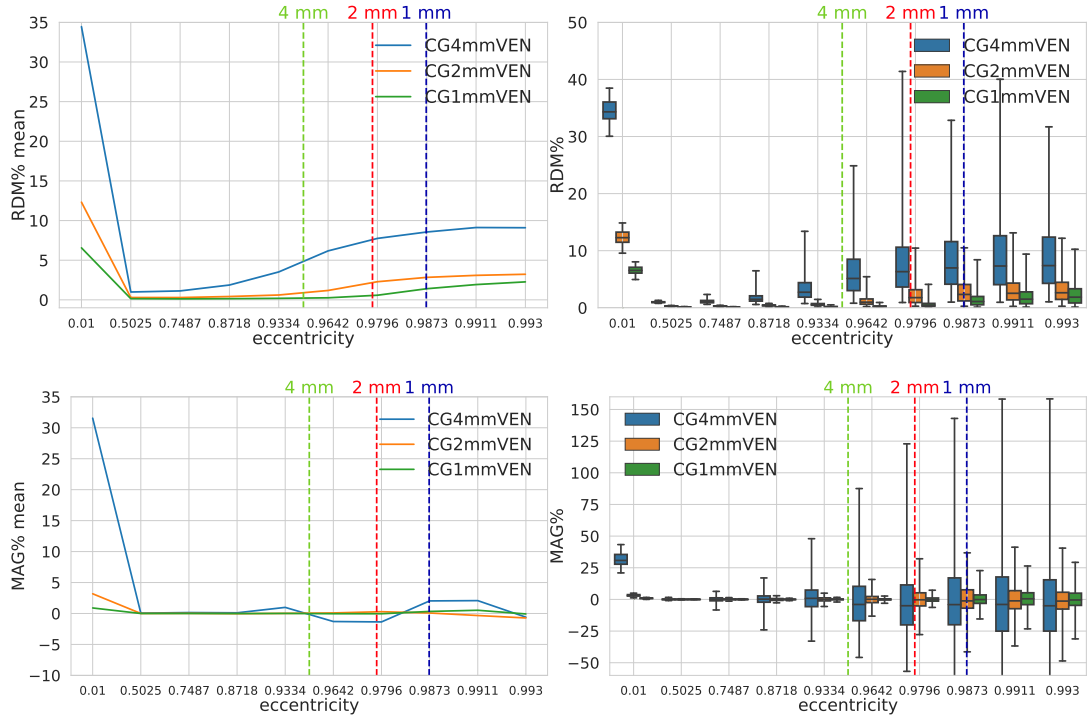 4 mm 2 mm 1 mm
35
30
25
20
15
10
5
0
RDM% mean
CG4mmVEN
CG2mmVEN
CG1mmVEN
0.01 0.5025 0.7487 0.8718 0.9334 0.9642 0.9796 0.9873 0.9911 0.993
eccentricity
4 mm 2 mm 1 mm
50
40
30
20
10
0
RDM%
CG4mmVEN
CG2mmVEN
CG1mmVEN
0.01 0.5025 0.7487 0.8718 0.9334 0.9642 0.9796 0.9873 0.9911 0.993
eccentricity
4 mm 2 mm 1 mm
35
30
25
20
15
10
5
0
−5
−10
MAG% mean
CG4mmVEN
CG2mmVEN
CG1mmVEN
0.01 0.5025 0.7487 0.8718 0.9334 0.9642 0.9796 0.9873 0.9911 0.993
eccentricity
4 mm 2 mm 1 mm
150
125
100
75
50
25
0
−25
−50
MAG%
CG4mmVEN
CG2mmVEN
CG1mmVEN
0.01 0.5025 0.7487 0.8718 0.9334 0.9642 0.9796 0.9873 0.9911 0.993
eccentricity